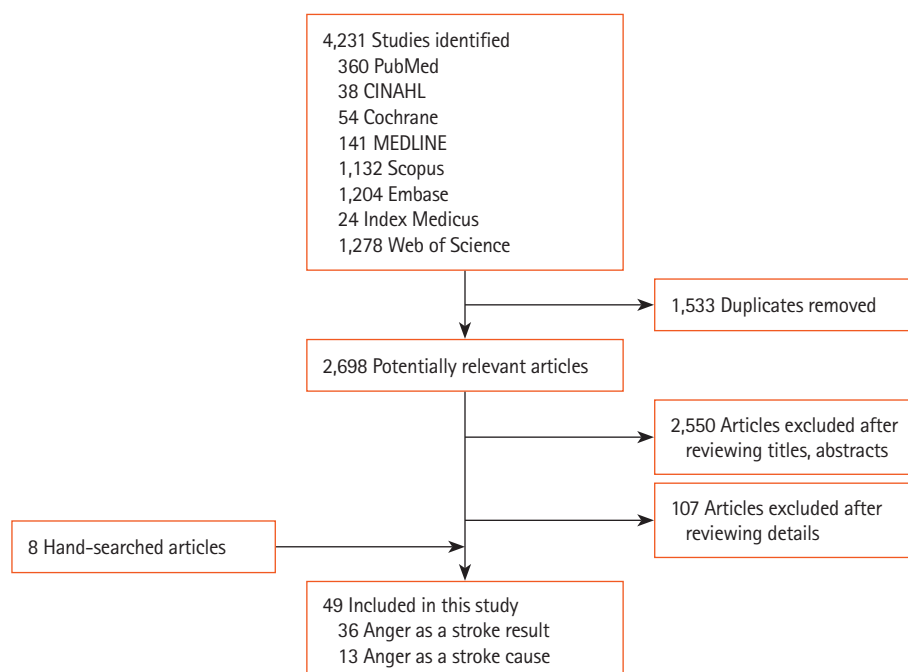 4,231 Studies identified
360 PubMed
38 CINAHL
54 Cochrane
141 MEDLINE
1,132 Scopus
1,204 Embase
24 Index Medicus
1,278 Web of Science
1,533 Duplicates removed
2,698 Potentially relevant articles
2,550 Articles excluded after
reviewing titles, abstracts
107 Articles excluded after
reviewing details
8 Hand-searched articles
49 Included in this study
36 Anger as a stroke result
13 Anger as a stroke cause